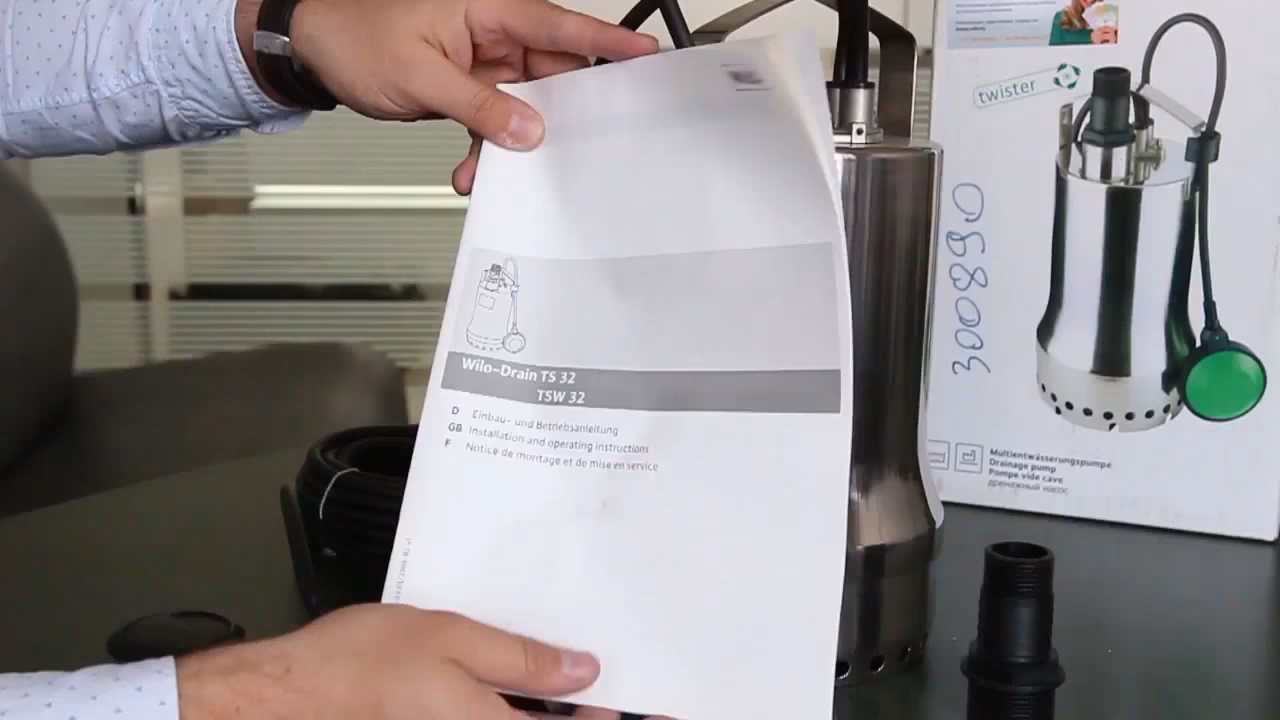 Wilo-Drain TS 32
TSW 32
D Einbau- und Betriebsanleitung
GB Installation and operating instructions
F Notice de montage et de mise en service
twister
300890
Multientwässerungspumpe
Drainage pump
Pompe vide cave
дренажный насос